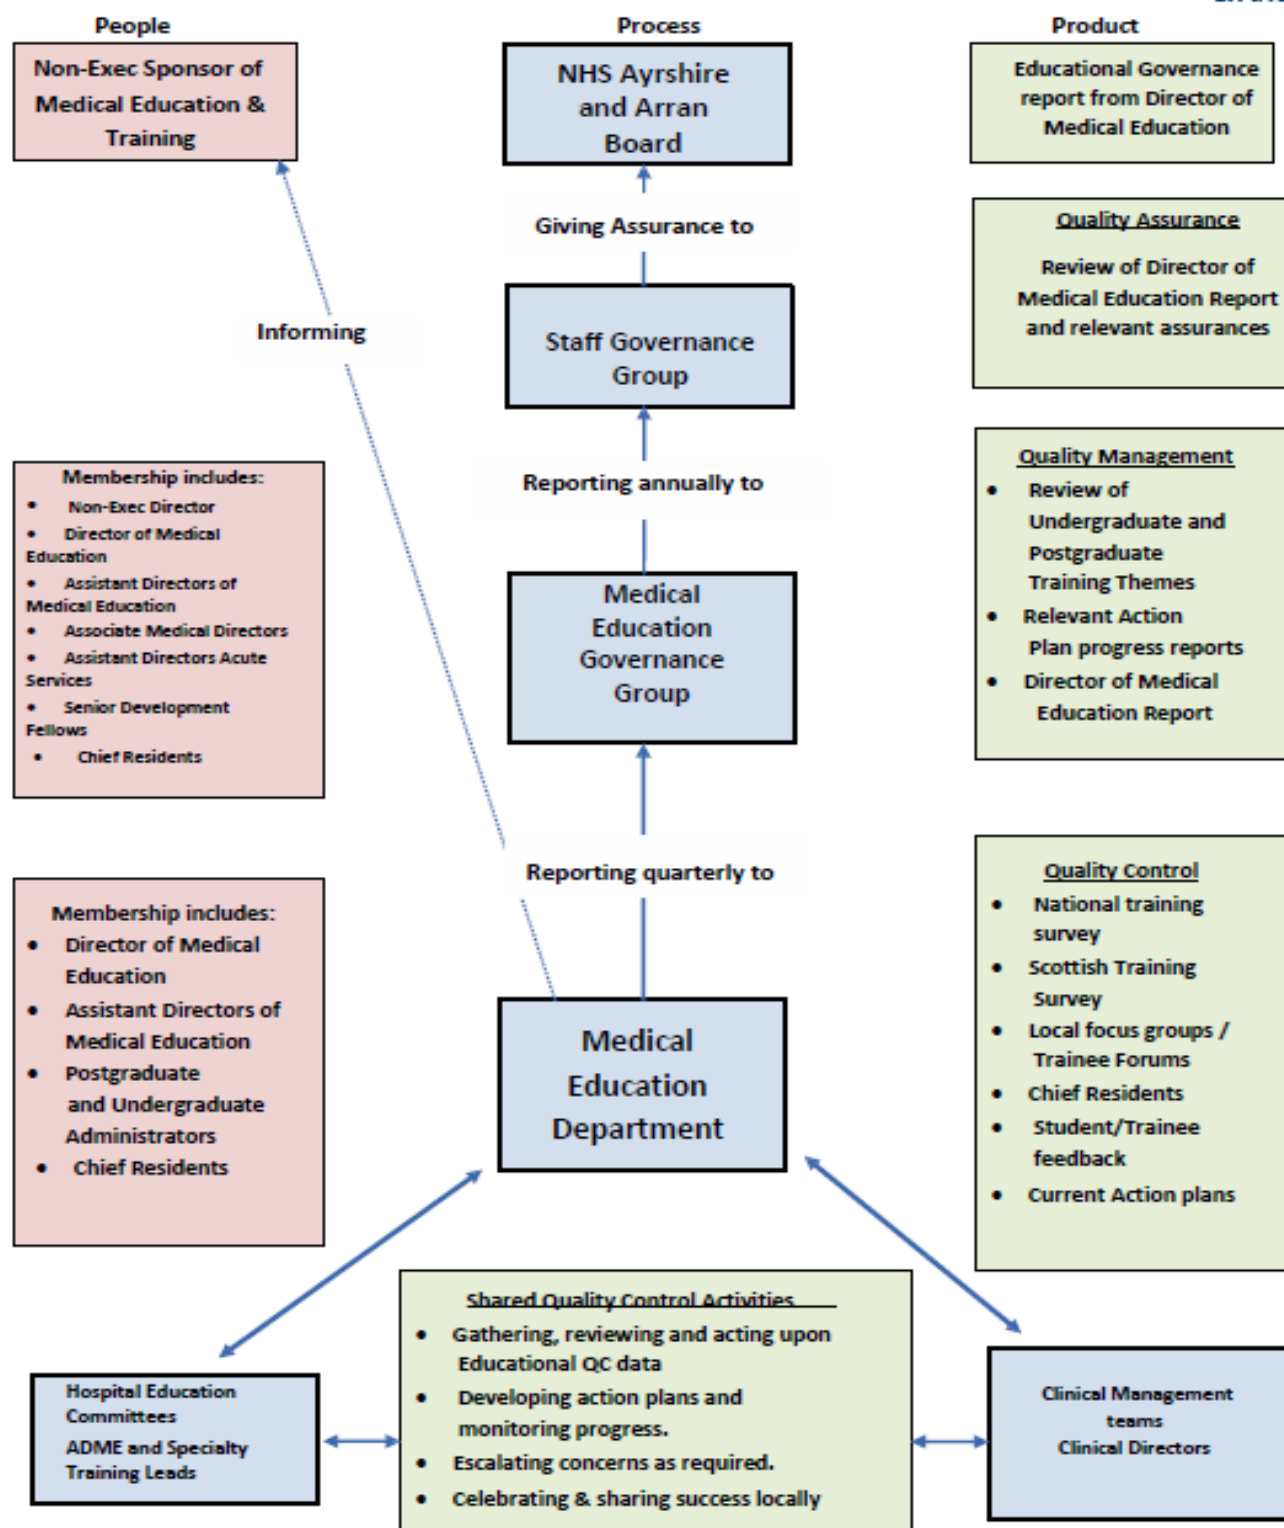 People
Process
Product
Non-Exec Sponsor of
Medical Education &
Training
NHS Ayrshire
and Arran
Board
Educational Governance
report from Director of
Medical Education
Giving Assurance to
Quality Assurance
Review of Director of
Medical Education Report
and relevant assurances
Informing
Staff Governance
Group
Reporting annually to
Membership includes:
• Non-Exec Director
• Director of Medical
Education
• Assistant Directors of
Medical Education
• Associate Medical Directors
• Assistant Directors Acute
Services
• Senior Development
Fellows
• Chief Residents
Medical
Education
Governance
Group
Quality Management
• Review of
Undergraduate and
Postgraduate
Training Themes
• Relevant Action
Plan progress reports
• Director of Medical
Education Report
Reporting quarterly to
Membership includes:
• Director of Medical
Education
• Assistant Directors of
Medical Education
• Postgraduate
and Undergraduate
Administrators
• Chief Residents
Medical
Education
Department
Quality Control
• National training
survey
• Scottish Training
Survey
• Local focus groups /
Trainee Forums
• Chief Residents
• Student/Trainee
feedback
• Current Action plans
Hospital Education
Committees
ADME and Specialty
Training Leads
Shared Quality Control Activities
• Gathering, reviewing and acting upon
Educational QC data
• Developing action plans and
monitoring progress.
• Escalating concerns as required.
• Celebrating & sharing success locally
Clinical Management
teams
Clinical Directors